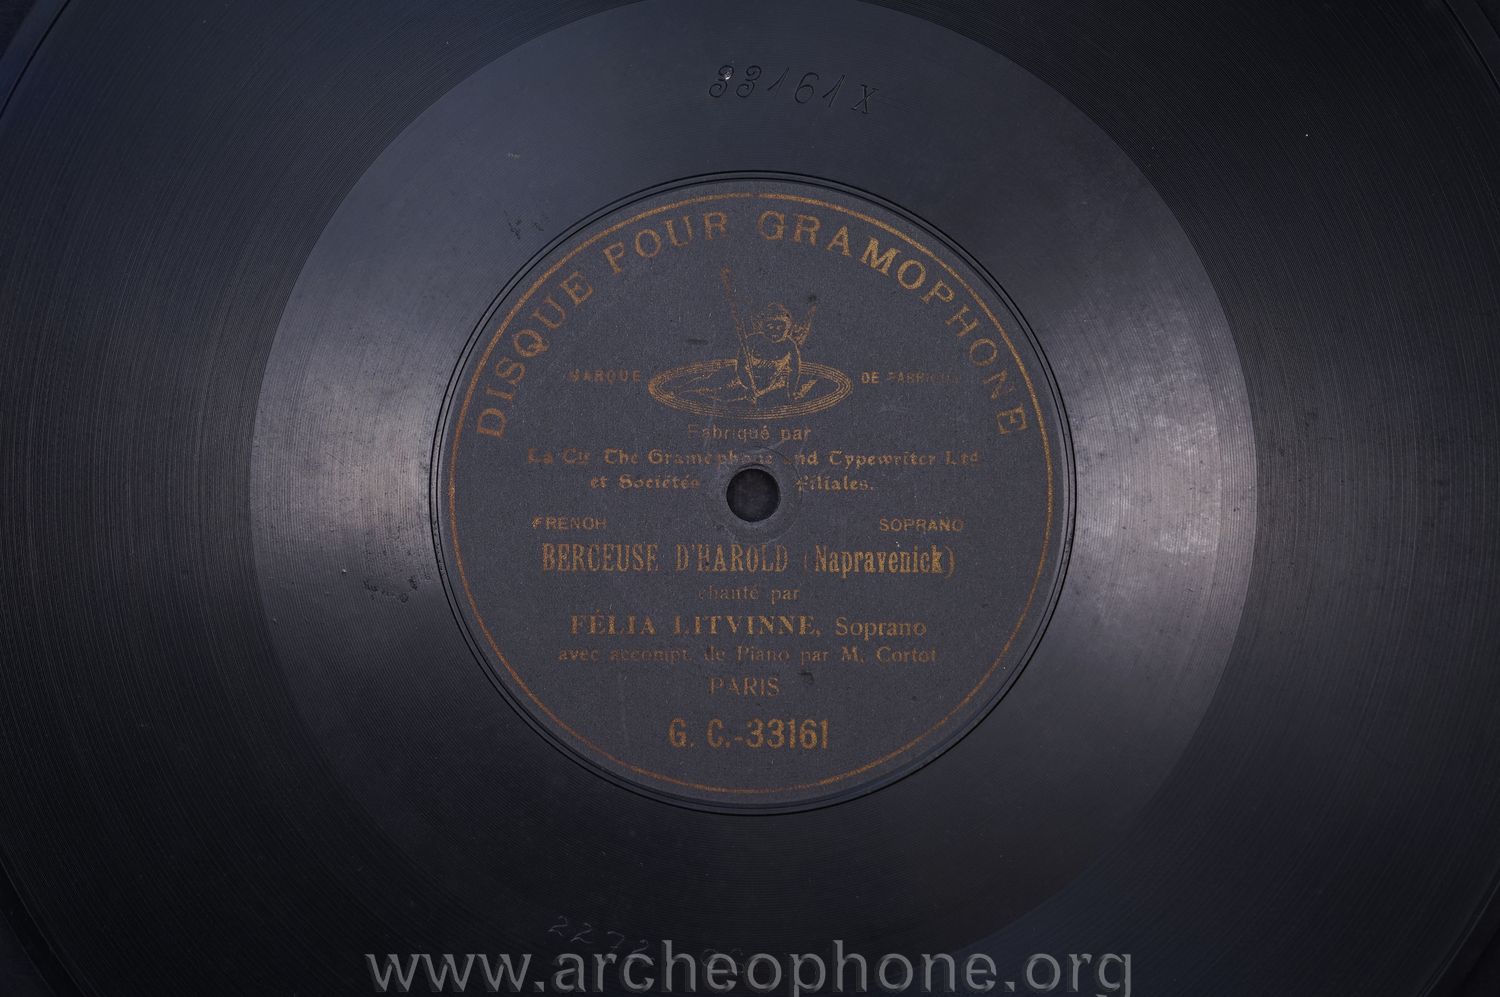 33161X
DISQUE POUR GRAMOPHONE
MARQUE DE FABRIQUE
Fabriqué par
La Cie The Gramophone and Typewriter Ltd
et Sociétés filiales.
FRENCH SOPRANO
BERCEUSE D'HAROLD (Napravenick)
chanté par
FÉLIA LITVINNE, Soprano
avec accompt. de Piano par M. Cortot
PARIS
G. C.-33161
www.archeophone.org